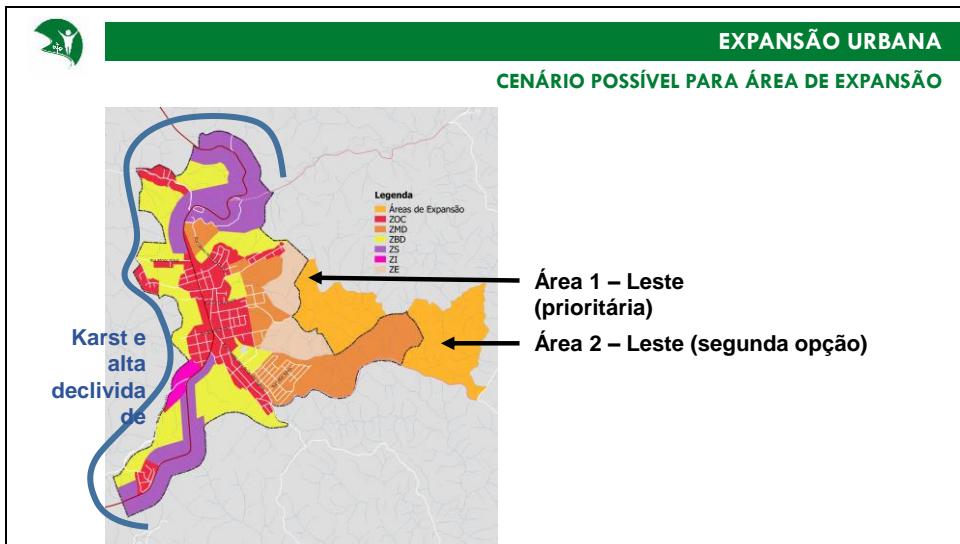 EXPANSÃO URBANA
CENÁRIO POSSÍVEL PARA ÁREA DE EXPANSÃO
Legenda
Áreas de Expansão
ZOC
ZMD
ZBD
ZS
ZI
ZE
Área 1 – Leste
(prioritária)
Área 2 – Leste (segunda opção)
Karst e
alta
declivida
de